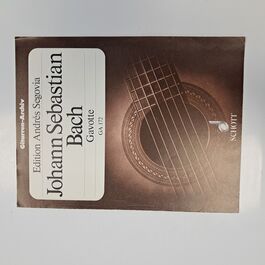 Gitarren-Archiv
Edition Andrés Segovia
Johann Sebastian
Bach
Gavotte
GA 172
SCHOTT